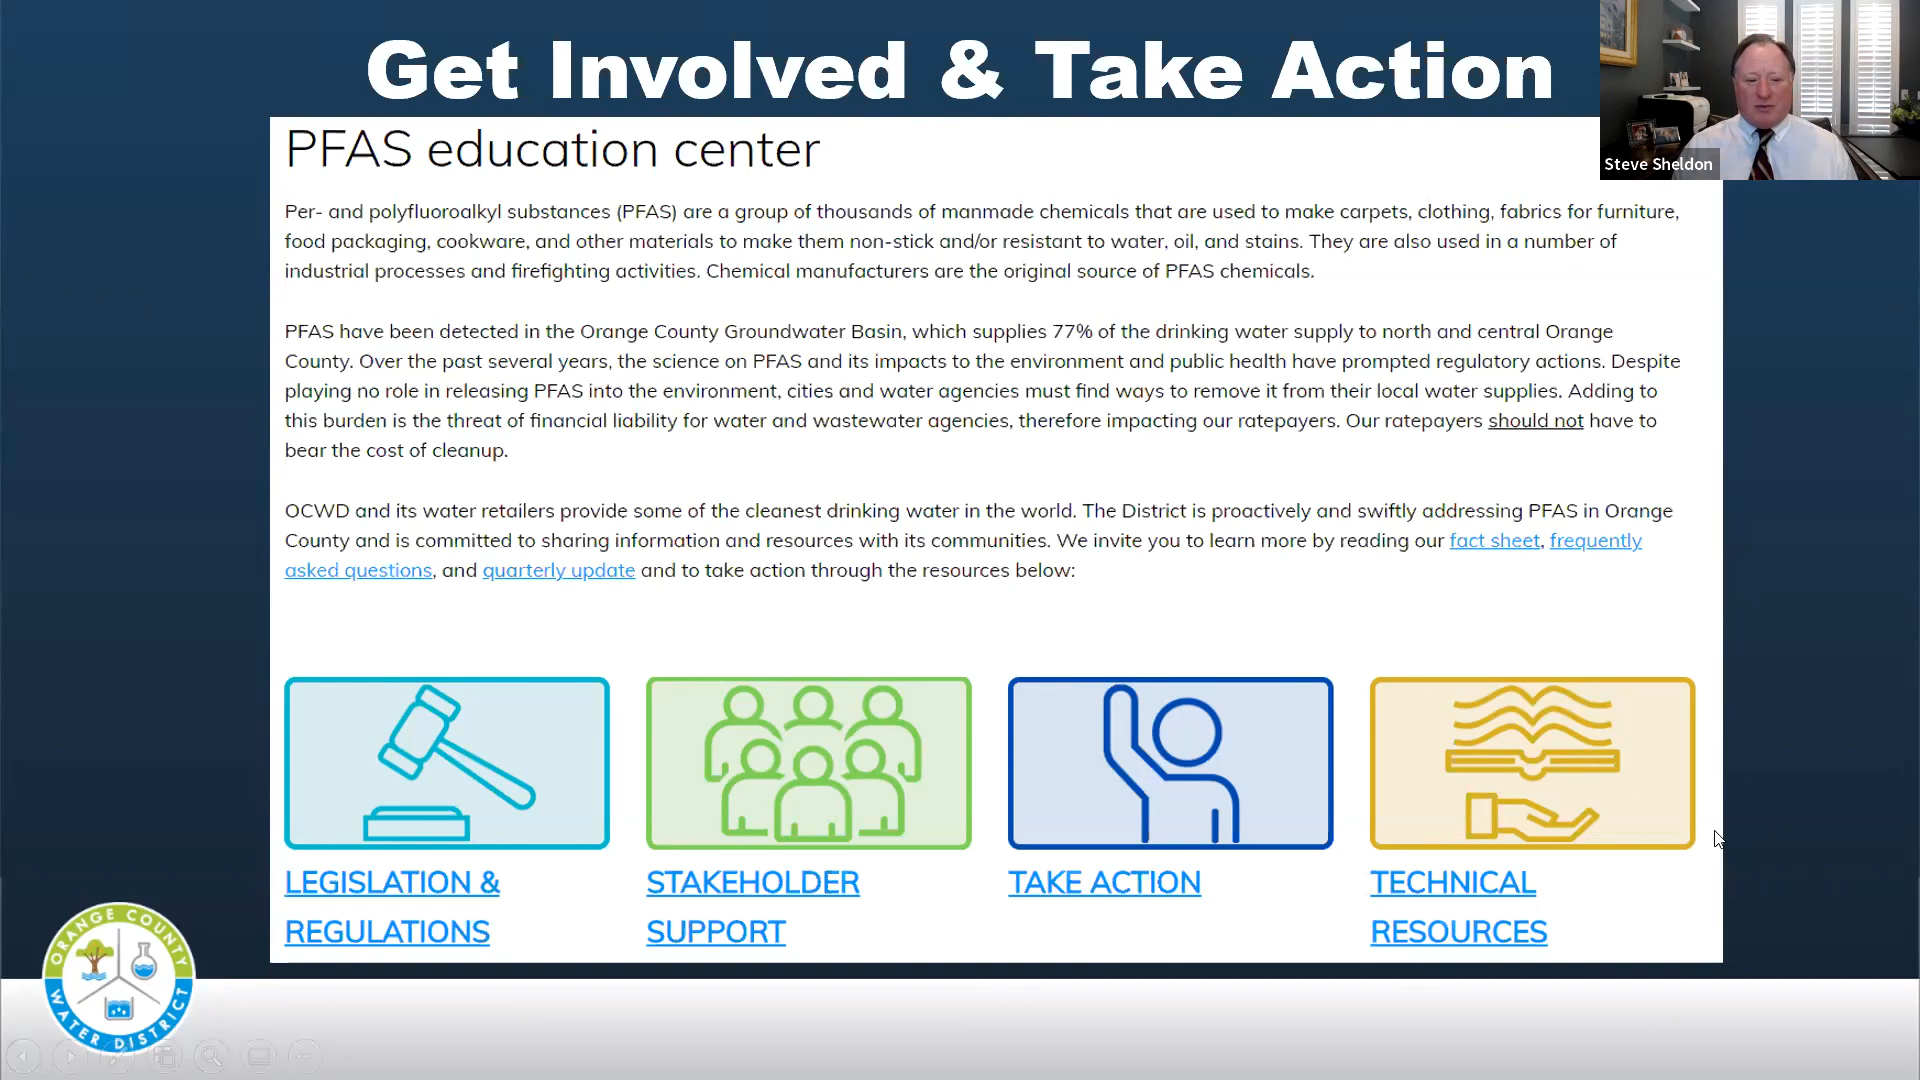 Get Involved & Take Action
Steve Sheldon
PFAS education center
Per- and polyfluoroalkyl substances (PFAS) are a group of thousands of manmade chemicals that are used to make carpets, clothing, fabrics for furniture,
food packaging, cookware, and other materials to make them non-stick and/or resistant to water, oil, and stains. They are also used in a number of
industrial processes and firefighting activities. Chemical manufacturers are the original source of PFAS chemicals.
PFAS have been detected in the Orange County Groundwater Basin, which supplies 77% of the drinking water supply to north and central Orange
County. Over the past several years, the science on PFAS and its impacts to the environment and public health have prompted regulatory actions. Despite
playing no role in releasing PFAS into the environment, cities and water agencies must find ways to remove it from their local water supplies. Adding to
this burden is the threat of financial liability for water and wastewater agencies, therefore impacting our ratepayers. Our ratepayers should not have to
bear the cost of cleanup.
OCWD and its water retailers provide some of the cleanest drinking water in the world. The District is proactively and swiftly addressing PFAS in Orange
County and is committed to sharing information and resources with its communities. We invite you to learn more by reading our fact sheet, frequently
asked questions, and quarterly update and to take action through the resources below:
LEGISLATION &
REGULATIONS
STAKEHOLDER
SUPPORT
TAKE ACTION
TECHNICAL
RESOURCES
ORANGE COUNTY
WATER DISTRICT